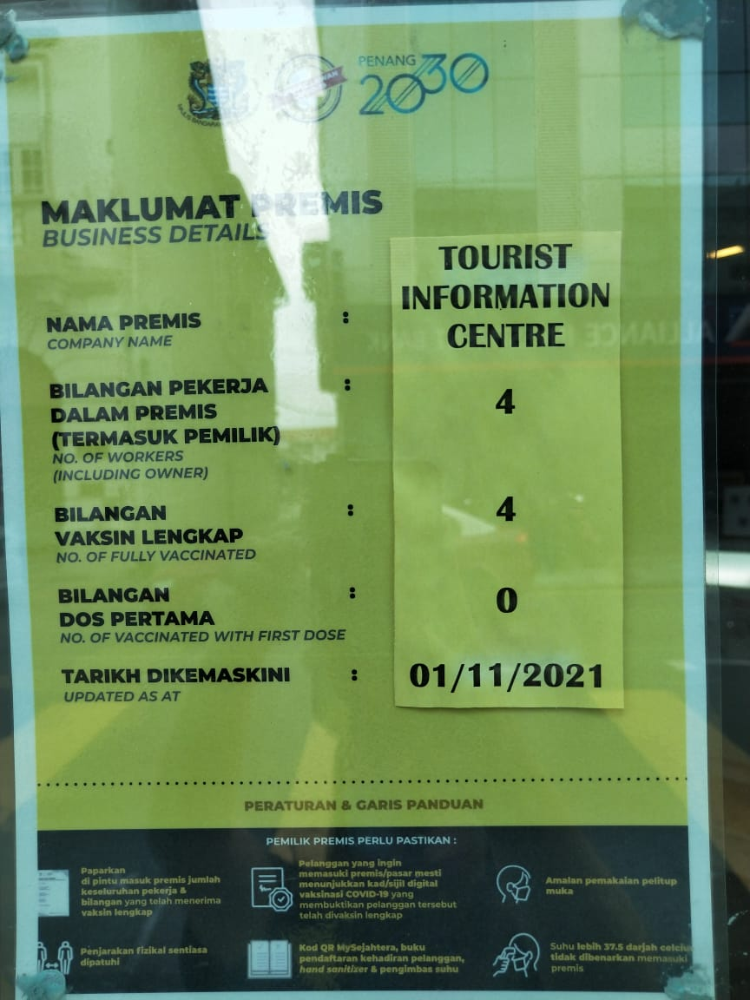 MAJLIS BANDARAYA
PENANG
2030
MAKLUMAT PREMIS
BUSINESS DETAILS
NAMA PREMIS :
COMPANY NAME
TOURIST
INFORMATION
CENTRE
BILANGAN PEKERJA :
DALAM PREMIS
(TERMASUK PEMILIK)
NO. OF WORKERS
(INCLUDING OWNER)
4
BILANGAN :
VAKSIN LENGKAP
NO. OF FULLY VACCINATED
4
BILANGAN :
DOS PERTAMA
NO. OF VACCINATED WITH FIRST DOSE
0
TARIKH DIKEMASKINI :
UPDATED AS AT
01/11/2021
ALLIANCE BANK
PERATURAN & GARIS PANDUAN
PEMILIK PREMIS PERLU PASTIKAN :
Paparkan
di pintu masuk premis jumlah
keseluruhan pekerja &
bilangan yang telah menerima
vaksin lengkap
Pelanggan yang ingin
memasuki premis/pasar mesti
menunjukkan kad/sijil digital
vaksinasi COVID-19 yang
membuktikan pelanggan tersebut
telah divaksin lengkap
Amalan pemakaian pelitup
muka
Penjarakan fizikal sentiasa
dipatuhi
Kod QR MySejahtera, buku
pendaftaran kehadiran pelanggan,
hand sanitizer & pengimbas suhu
Suhu lebih 37.5 darjah celcius
tidak dibenarkan memasuki
premis